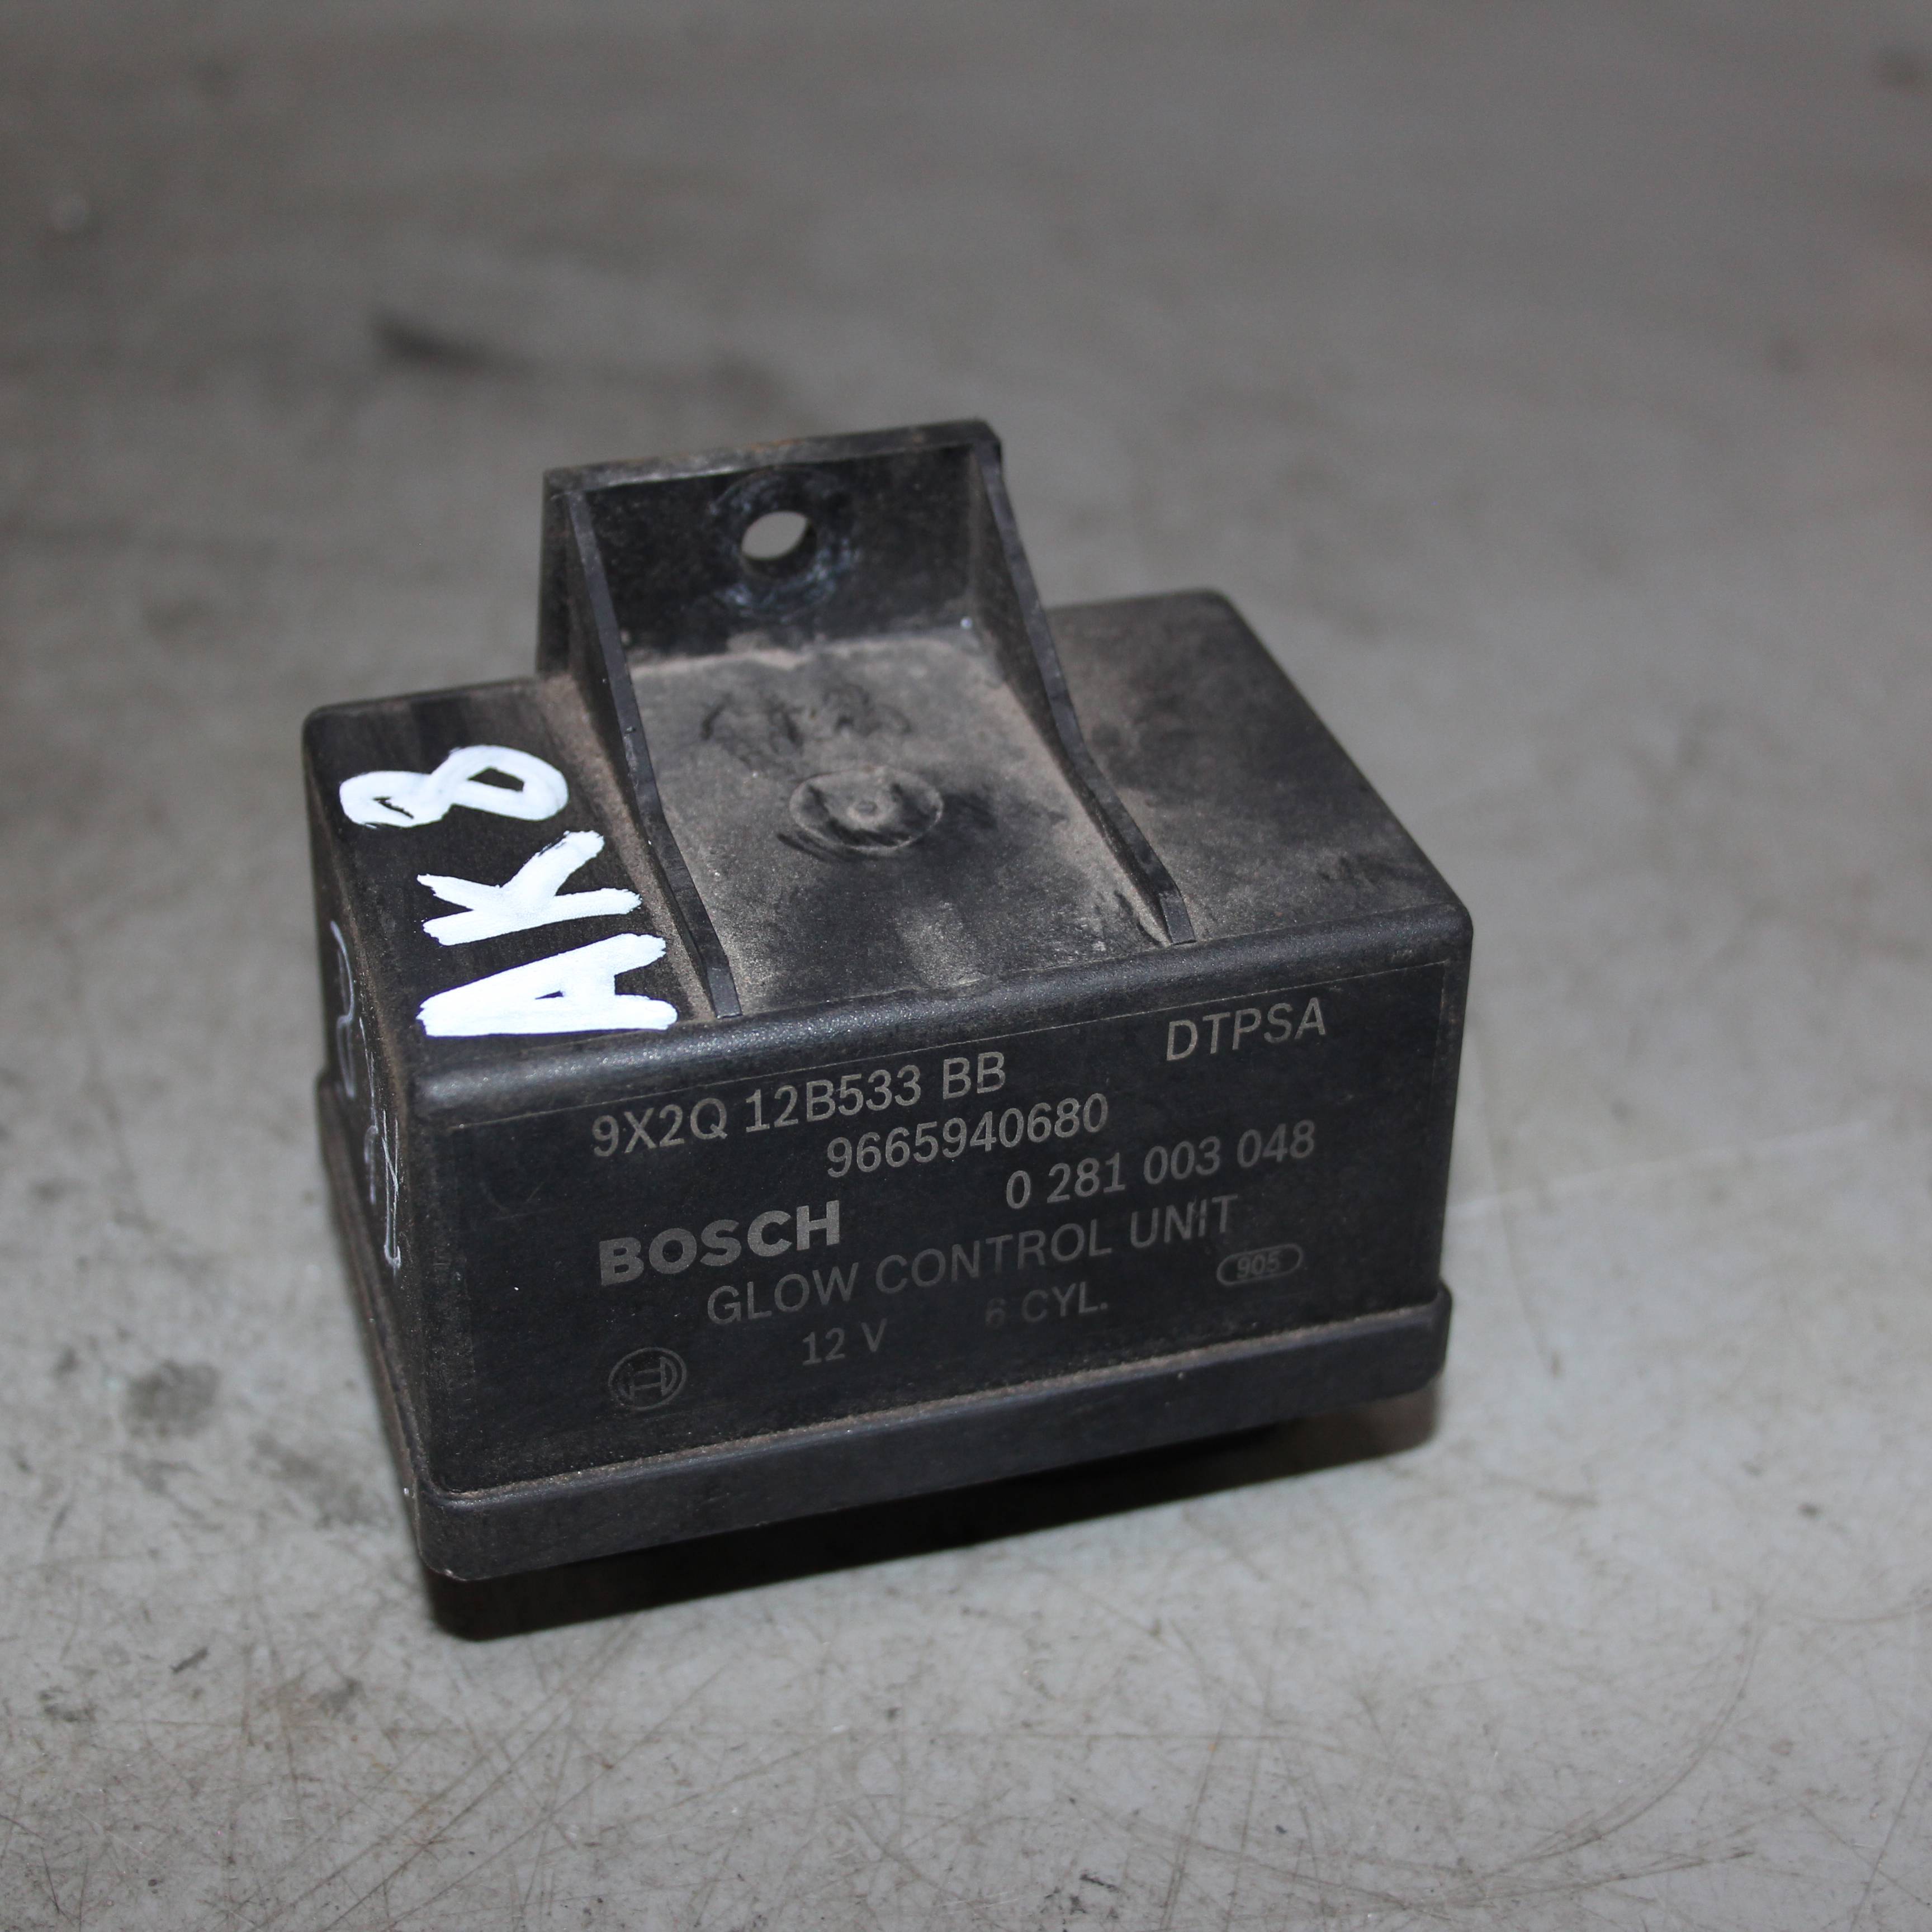 AK8
9X2Q 12B533 BB DTPSA
9665940680
BOSCH 0 281 003 048
GLOW CONTROL UNIT
12 V 6 CYL. 905